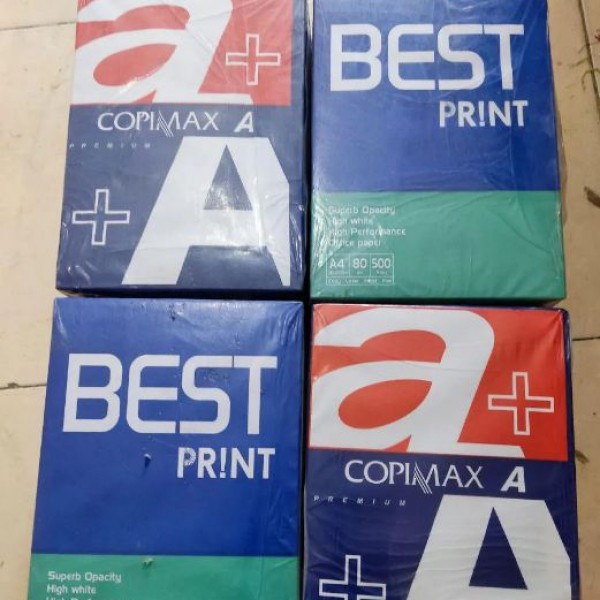 a+
COPIMAX A
PREMIUM
+A
BEST
PR!NT
Superb Opacity
High white
High Performance
Office paper
A4 80 500
BEST
PR!NT
Superb Opacity
High white
a+
COPIMAX A
PREMIUM
+A